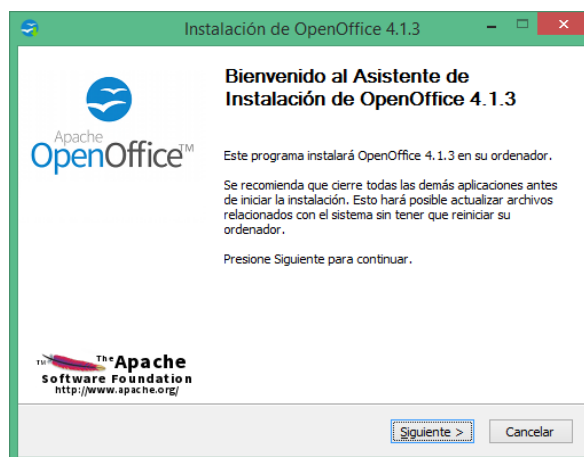 Instalación de OpenOffice 4.1.3
Bienvenido al Asistente de
Instalación de OpenOffice 4.1.3
Apache
OpenOffice™
Este programa instalará OpenOffice 4.1.3 en su ordenador.
Se recomienda que cierre todas las demás aplicaciones antes
de iniciar la instalación. Esto hará posible actualizar archivos
relacionados con el sistema sin tener que reiniciar su
ordenador.
Presione Siguiente para continuar.
TM The Apache
Software Foundation
http://www.apache.org/
Siguiente >
Cancelar